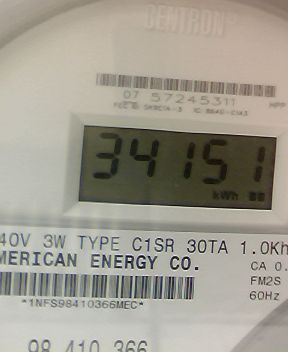 CENTRON®
07 57245311
HPP
34151
kWh
40V 3W TYPE C1SR 30TA 1.0Kh
MERICAN ENERGY CO.
CA 0.
FM2S
60Hz
*1NFS98410366MEC*
98 410 366